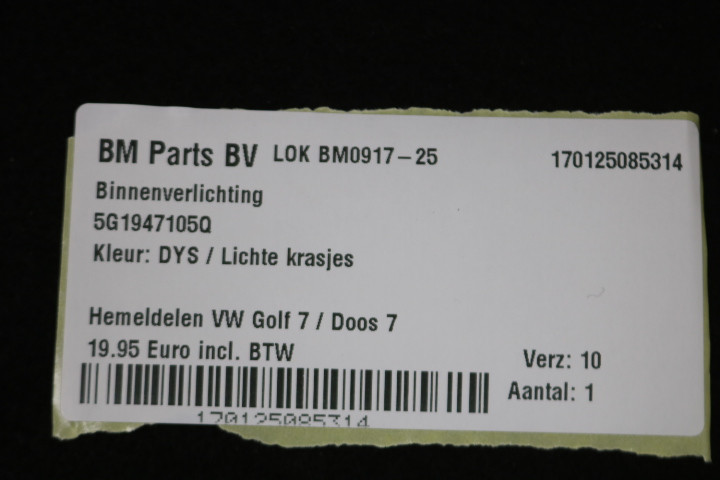 BM Parts BV LOK BM0917-25 170125085314
Binnenverlichting
5G1947105Q
Kleur: DYS / Lichte krasjes
Hemeldelen VW Golf 7 / Doos 7
19.95 Euro incl. BTW
Verz: 10
Aantal: 1
170125085314